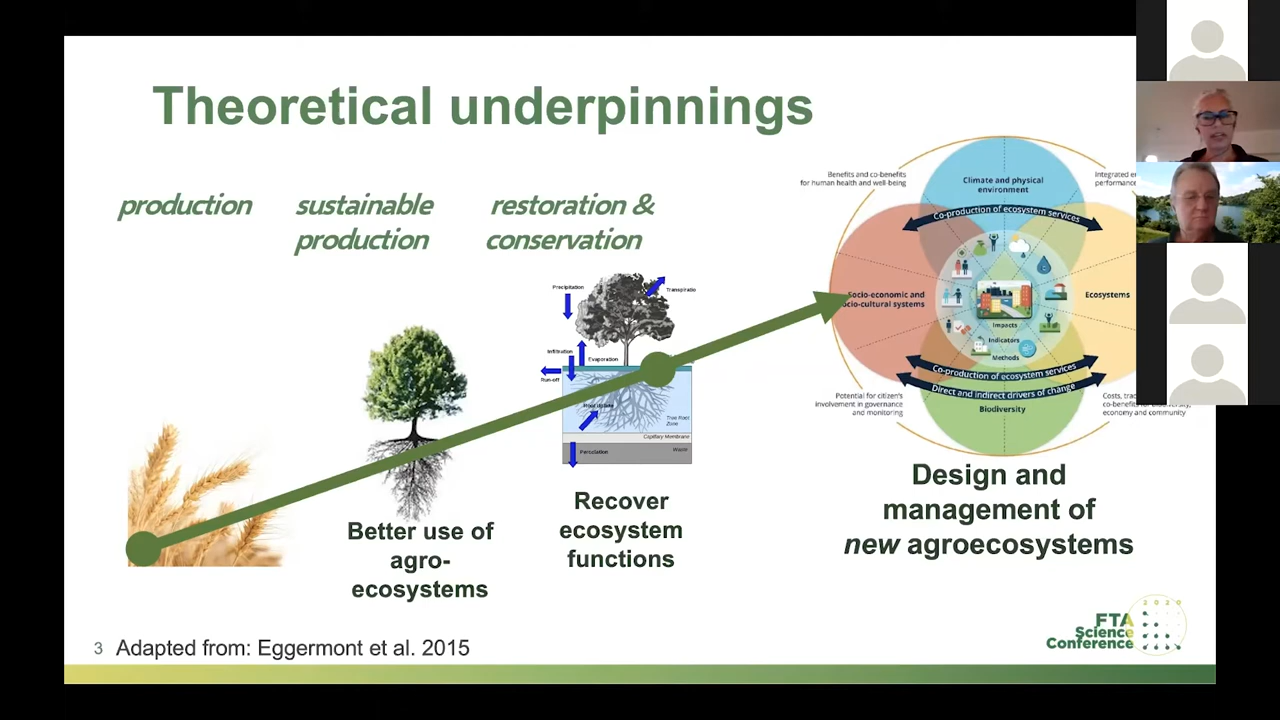 Theoretical underpinnings
production
sustainable
production
restoration &
conservation
Better use of
agro-
ecosystems
Precipitation
Transpiratio
Infiltration
Evaporation
Run-off
Root Uptake
Tree Root
Zone
Capillary Membrane
Waste
Percolation
Recover
ecosystem
functions
Benefits and co-benefits
for human health and well-being
Climate and physical
environment
Integrated
performance
Co-production of ecosystem services
Socio-economic and
ocio-cultural systems
Ecosystems
Impacts
Indicators
Methods
Co-production of ecosystem services
Direct and indirect drivers of change
Biodiversity
Potential for citizen's
involvement in governance
and monitoring
Costs,
co-benefits
economy and community
Design and
management of
new agroecosystems
3 Adapted from: Eggermont et al. 2015
2020
FTA
Science
Conference